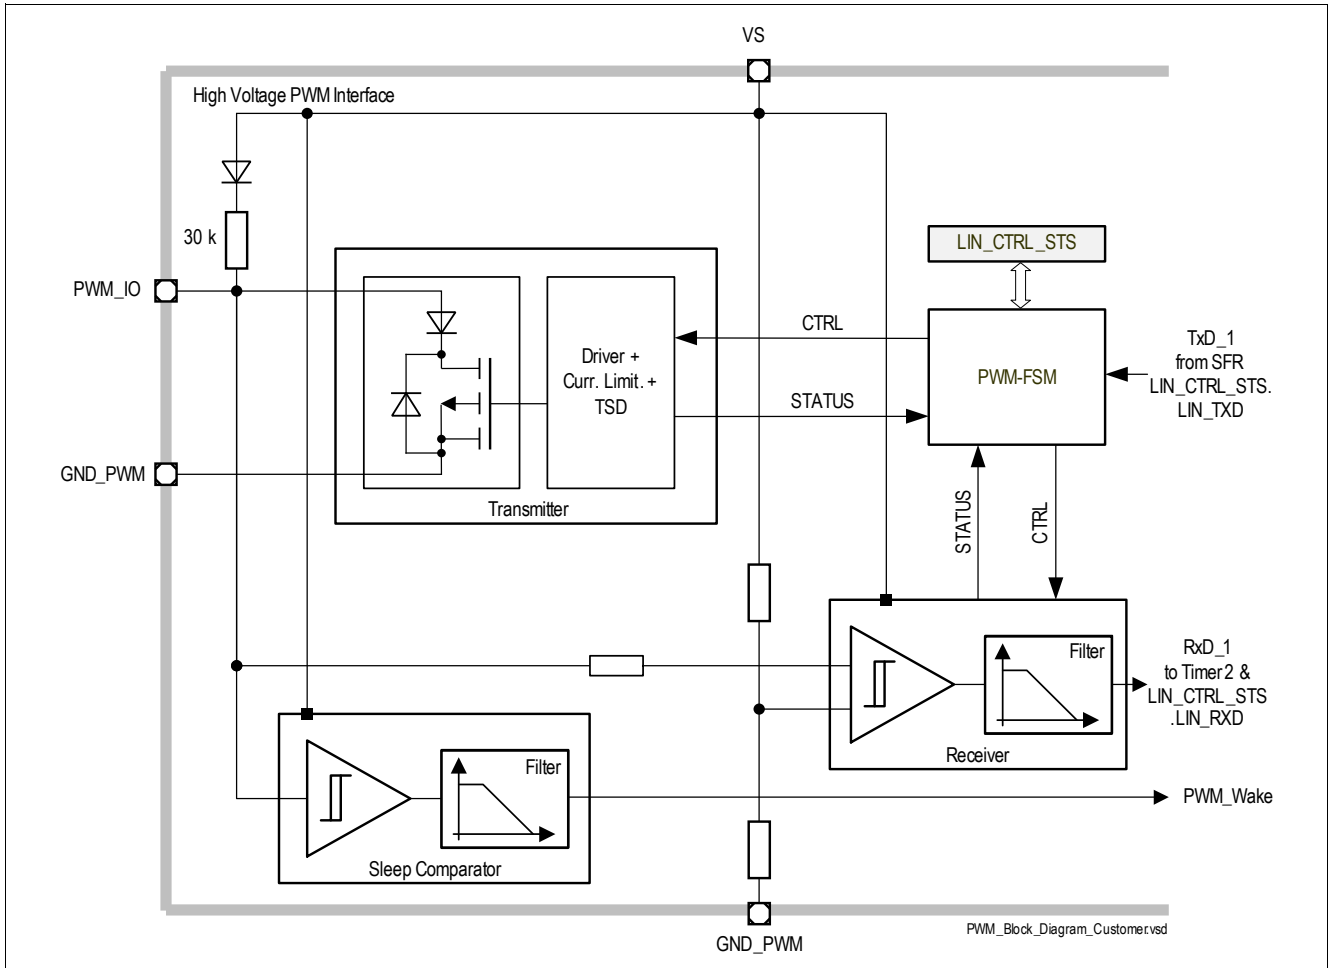 VS
High Voltage PWM Interface
30 k
LIN_CTRL_STS
PWM_IO
CTRL
TxD_1
from SFR
LIN_CTRL_STS.
LIN_TXD
Driver +
Curr. Limit. +
TSD
PWM-FSM
STATUS
GND_PWM
Transmitter
STATUS
CTRL
Filter
RxD_1
to Timer 2 &
LIN_CTRL_STS
.LIN_RXD
Receiver
Filter
PWM_Wake
Sleep Comparator
GND_PWM
PWM_Block_Diagram_Customer.vsd